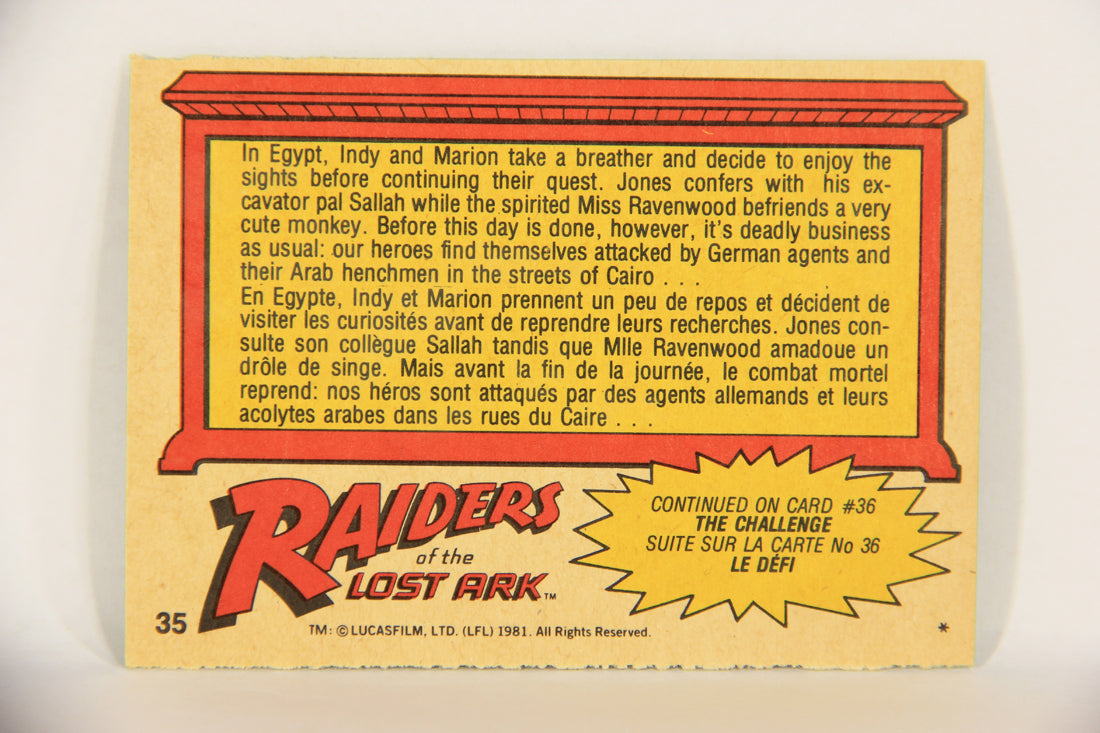 In Egypt, Indy and Marion take a breather and decide to enjoy the
sights before continuing their quest. Jones confers with his ex-
cavator pal Sallah while the spirited Miss Ravenwood befriends a very
cute monkey. Before this day is done, however, it's deadly business
as usual: our heroes find themselves attacked by German agents and
their Arab henchmen in the streets of Cairo . . .
En Egypte, Indy et Marion prennent un peu de repos et décident de
visiter les curiosités avant de reprendre leurs recherches. Jones con-
sulte son collègue Sallah tandis que Mlle Ravenwood amadoue un
drôle de singe. Mais avant la fin de la journée, le combat mortel
reprend: nos héros sont attaqués par des agents allemands et leurs
acolytes arabes dans les rues du Caire . . .
RAIDERS
of the
LOST ARK™
CONTINUED ON CARD #36
THE CHALLENGE
SUITE SUR LA CARTE No 36
LE DÉFI
35
TM: © LUCASFILM, LTD. (LFL) 1981. All Rights Reserved.
*